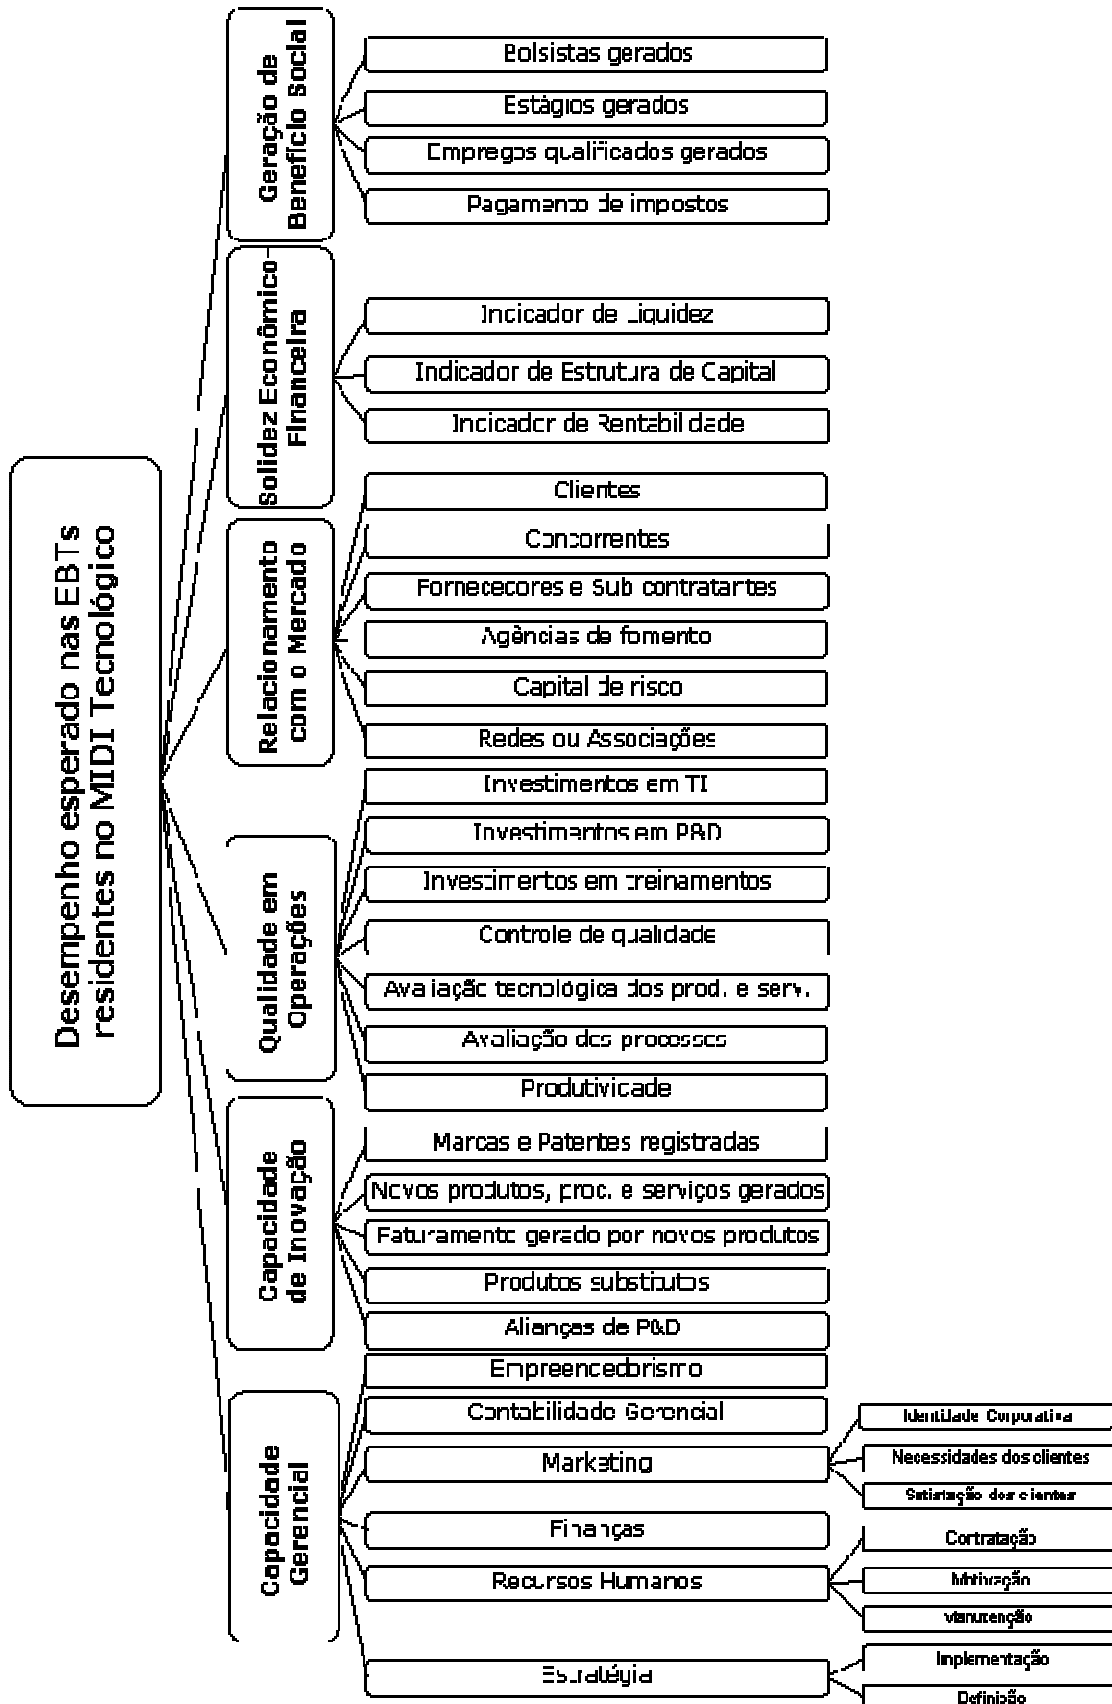 Desempenho esperado nas EBTs
residentes no MIDI Tecnológico
Geração de
Benefício Social
Bolsistas gerados
Estágios gerados
Empregos qualificados gerados
Pagamento de impostos
Solidez Econômico
Financeira
Indicador de Liquidez
Indicador de Estrutura de Capital
Indicador de Rentabilidade
Relacionamento
com o Mercado
Clientes
Concorrentes
Fornecedores e Sub contratantes
Agências de fomento
Capital de risco
Redes ou Associações
Qualidade em
Operações
Investimentos em TI
Investimentos em P&D
Investimentos em treinamentos
Controle de qualidade
Avaliação tecnológica dos prod. e serv.
Avaliação dos processos
Produtividade
Capacidade
de Inovação
Marcas e Patentes registradas
Novos produtos, proc. e serviços gerados
Faturamento gerado por novos produtos
Produtos substitutos
Alianças de P&D
Capacidade
Gerencial
Empreendedorismo
Contabilidade Gerencial
Marketing
Identidade Corporativa
Necessidades dos clientes
Satisfação dos clientes
Finanças
Recursos Humanos
Contratação
Motivação
Manutenção
Estratégia
Implementação
Definição